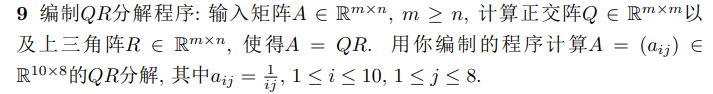 9 编制QR分解程序: 输入矩阵A ∈ ℝ^{m×n}, m ≥ n, 计算正交阵Q ∈ ℝ^{m×m}以
及上三角阵R ∈ ℝ^{m×n}, 使得A = QR. 用你编制的程序计算A = (a_{ij}) ∈
ℝ^{10×8}的QR分解, 其中a_{ij} = \frac{1}{ij}, 1 ≤ i ≤ 10, 1 ≤ j ≤ 8.